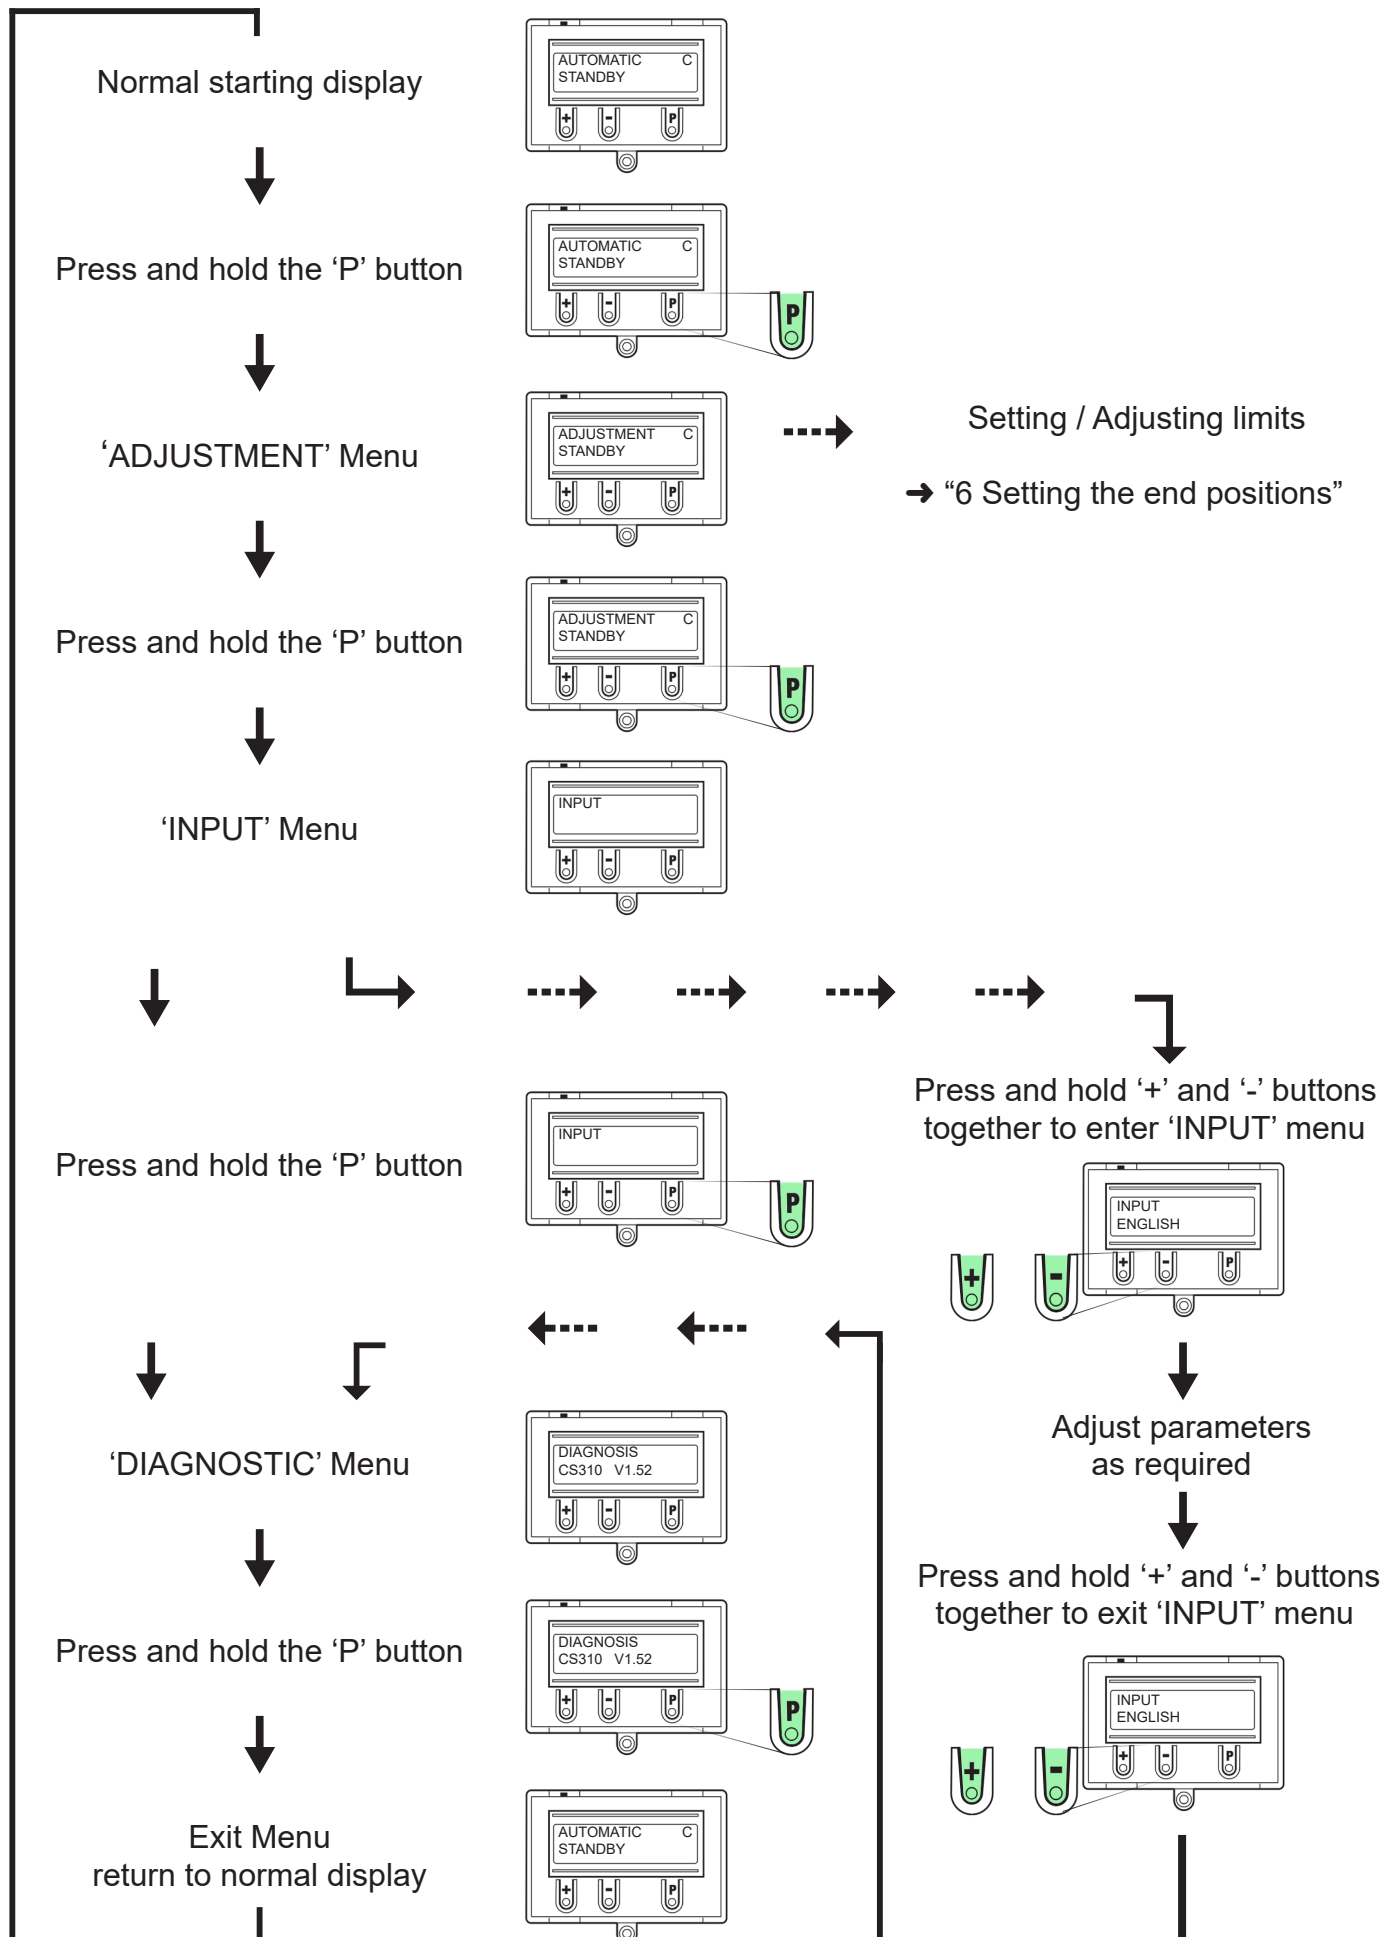 Normal starting display
AUTOMATIC C
STANDBY
+ - P
Press and hold the ‘P’ button
AUTOMATIC C
STANDBY
+ - P
P
‘ADJUSTMENT’ Menu
ADJUSTMENT C
STANDBY
+ - P
Setting / Adjusting limits
➜ “6 Setting the end positions”
Press and hold the ‘P’ button
ADJUSTMENT C
STANDBY
+ - P
P
‘INPUT’ Menu
INPUT
+ - P
Press and hold the ‘P’ button
INPUT
+ - P
P
Press and hold ‘+’ and ‘-’ buttons
together to enter ‘INPUT’ menu
INPUT
ENGLISH
+ - P
+ -
Adjust parameters
as required
‘DIAGNOSTIC’ Menu
DIAGNOSIS
CS310 V1.52
+ - P
Press and hold the ‘P’ button
DIAGNOSIS
CS310 V1.52
+ - P
P
Press and hold ‘+’ and ‘-’ buttons
together to exit ‘INPUT’ menu
INPUT
ENGLISH
+ - P
+ -
Exit Menu
return to normal display
AUTOMATIC C
STANDBY
+ - P